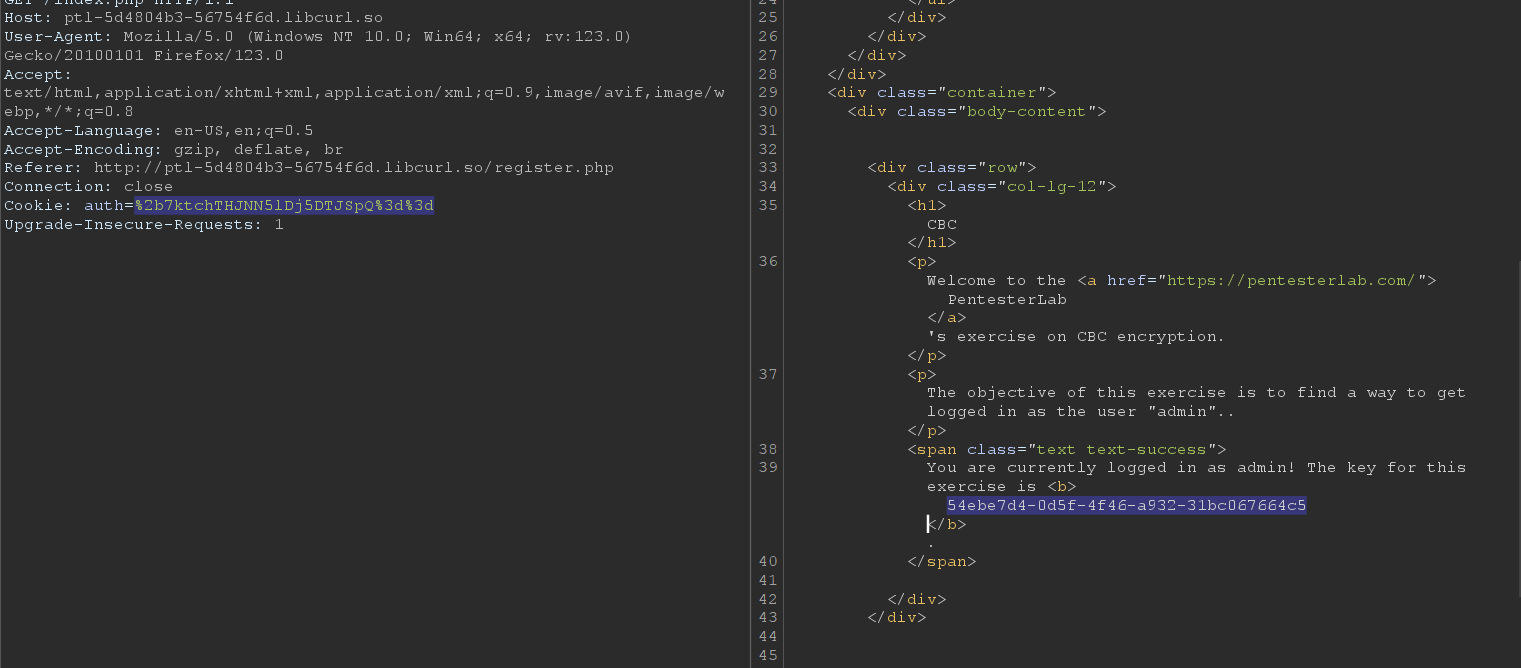 GET /index.php HTTP/1.1
Host: ptl-5d4804b3-56754f6d.libcurl.so
User-Agent: Mozilla/5.0 (Windows NT 10.0; Win64; x64; rv:123.0)
Gecko/20100101 Firefox/123.0
Accept:
text/html,application/xhtml+xml,application/xml;q=0.9,image/avif,image/w
ebp,*/*;q=0.8
Accept-Language: en-US,en;q=0.5
Accept-Encoding: gzip, deflate, br
Referer: http://ptl-5d4804b3-56754f6d.libcurl.so/register.php
Connection: close
Cookie: auth=%2b7ktchTHJNN5lDj5DTJSpQ%3d%3d
Upgrade-Insecure-Requests: 1
24 </ul>
25 </div>
26 </div>
27 </div>
28 </div>
29 <div class="container">
30 <div class="body-content">
31
32
33 <div class="row">
34 <div class="col-lg-12">
35 <h1>
CBC
</h1>
36 <p>
Welcome to the <a href="https://pentesterlab.com/">
PentesterLab
</a>
's exercise on CBC encryption.
</p>
37 <p>
The objective of this exercise is to find a way to get
logged in as the user "admin"..
</p>
38 <span class="text text-success">
39 You are currently logged in as admin! The key for this
exercise is <b>
54ebe7d4-0d5f-4f46-a932-31bc067664c5
</b>
.
40 </span>
41
42 </div>
43 </div>
44
45